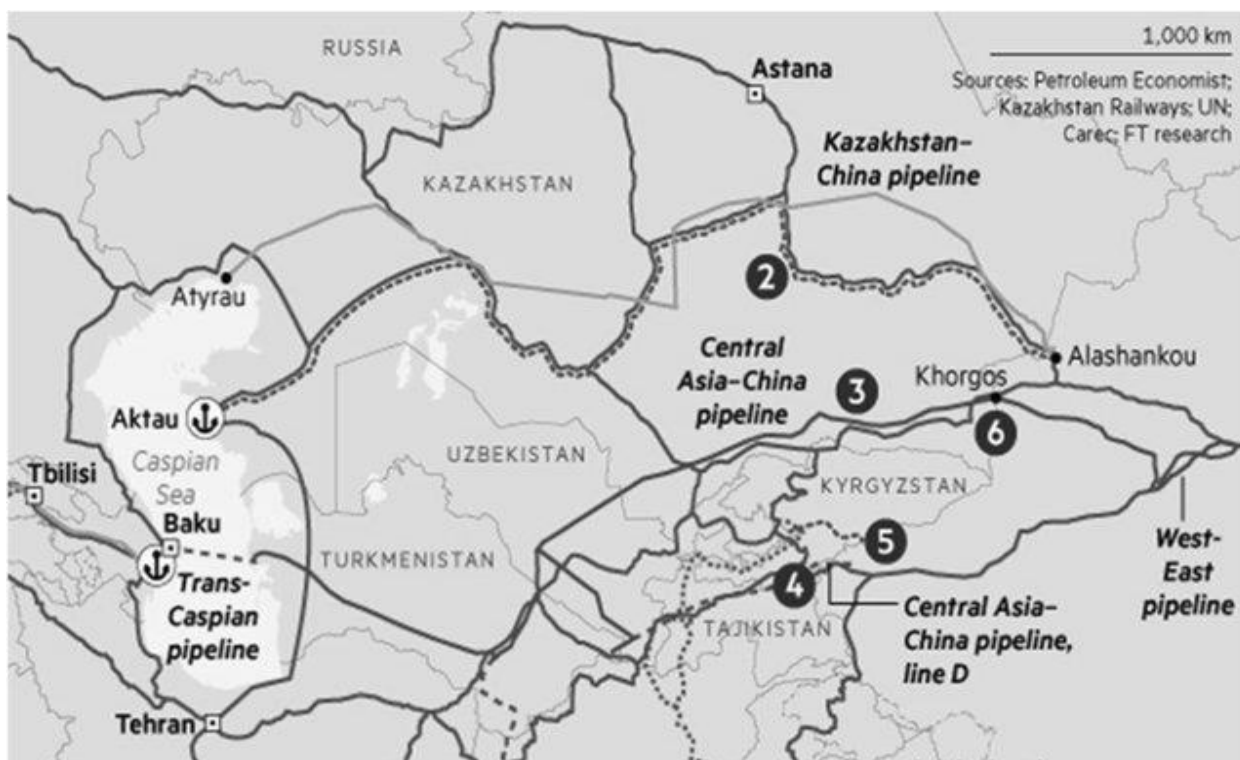 RUSSIA
1,000 km
Astana
Sources: Petroleum Economist;
Kazakhstan Railways; UN;
Carec; FT research
Kazakhstan–
China pipeline
KAZAKHSTAN
2
Atyrau
Central
Asia–China
pipeline
Alashankou
Khorgos
3
Aktau
6
Caspian
Sea
UZBEKISTAN
Tbilisi
KYRGYZSTAN
Baku
5
TURKMENISTAN
West-
East
pipeline
Trans-
Caspian
pipeline
4
Central Asia–
China pipeline,
line D
TAJIKISTAN
Tehran